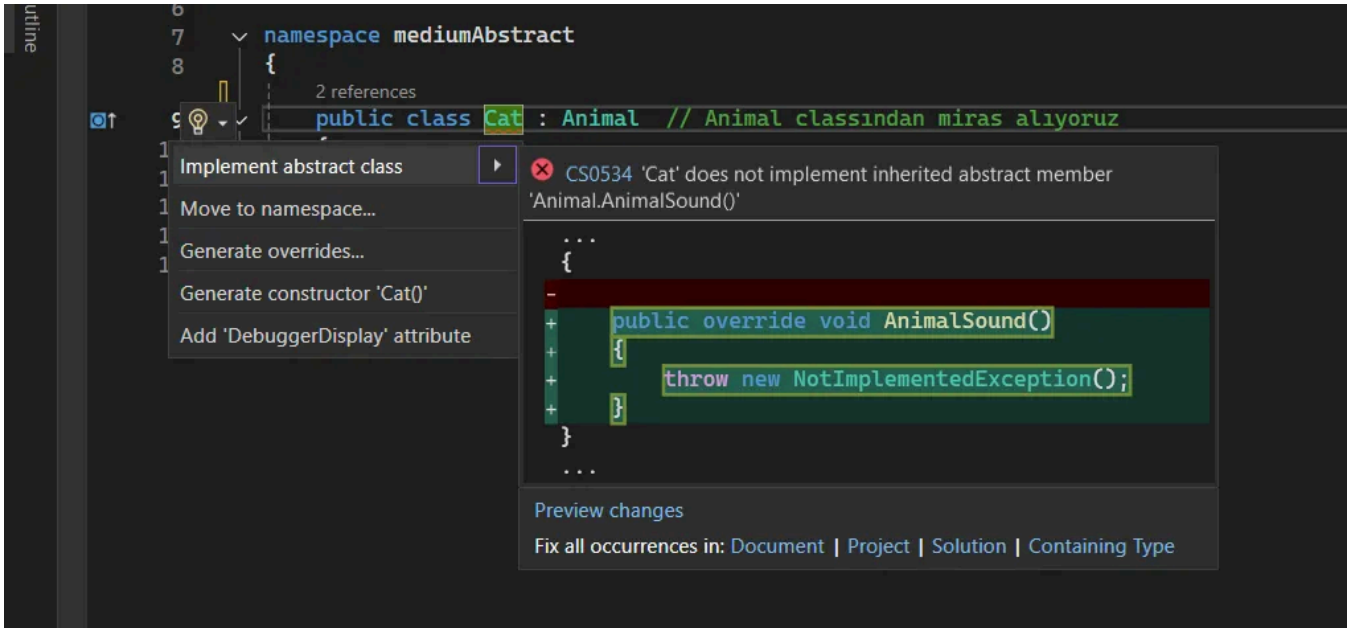 utline
6
7 namespace mediumAbstract
8 {
2 references
9 public class Cat : Animal // Animal classından miras alıyoruz
Implement abstract class
Move to namespace...
Generate overrides...
Generate constructor 'Cat()'
Add 'DebuggerDisplay' attribute
CS0534 'Cat' does not implement inherited abstract member
'Animal.AnimalSound()'
...
{
-
+ public override void AnimalSound()
+ {
+ throw new NotImplementedException();
+ }
}
...
Preview changes
Fix all occurrences in: Document | Project | Solution | Containing Type